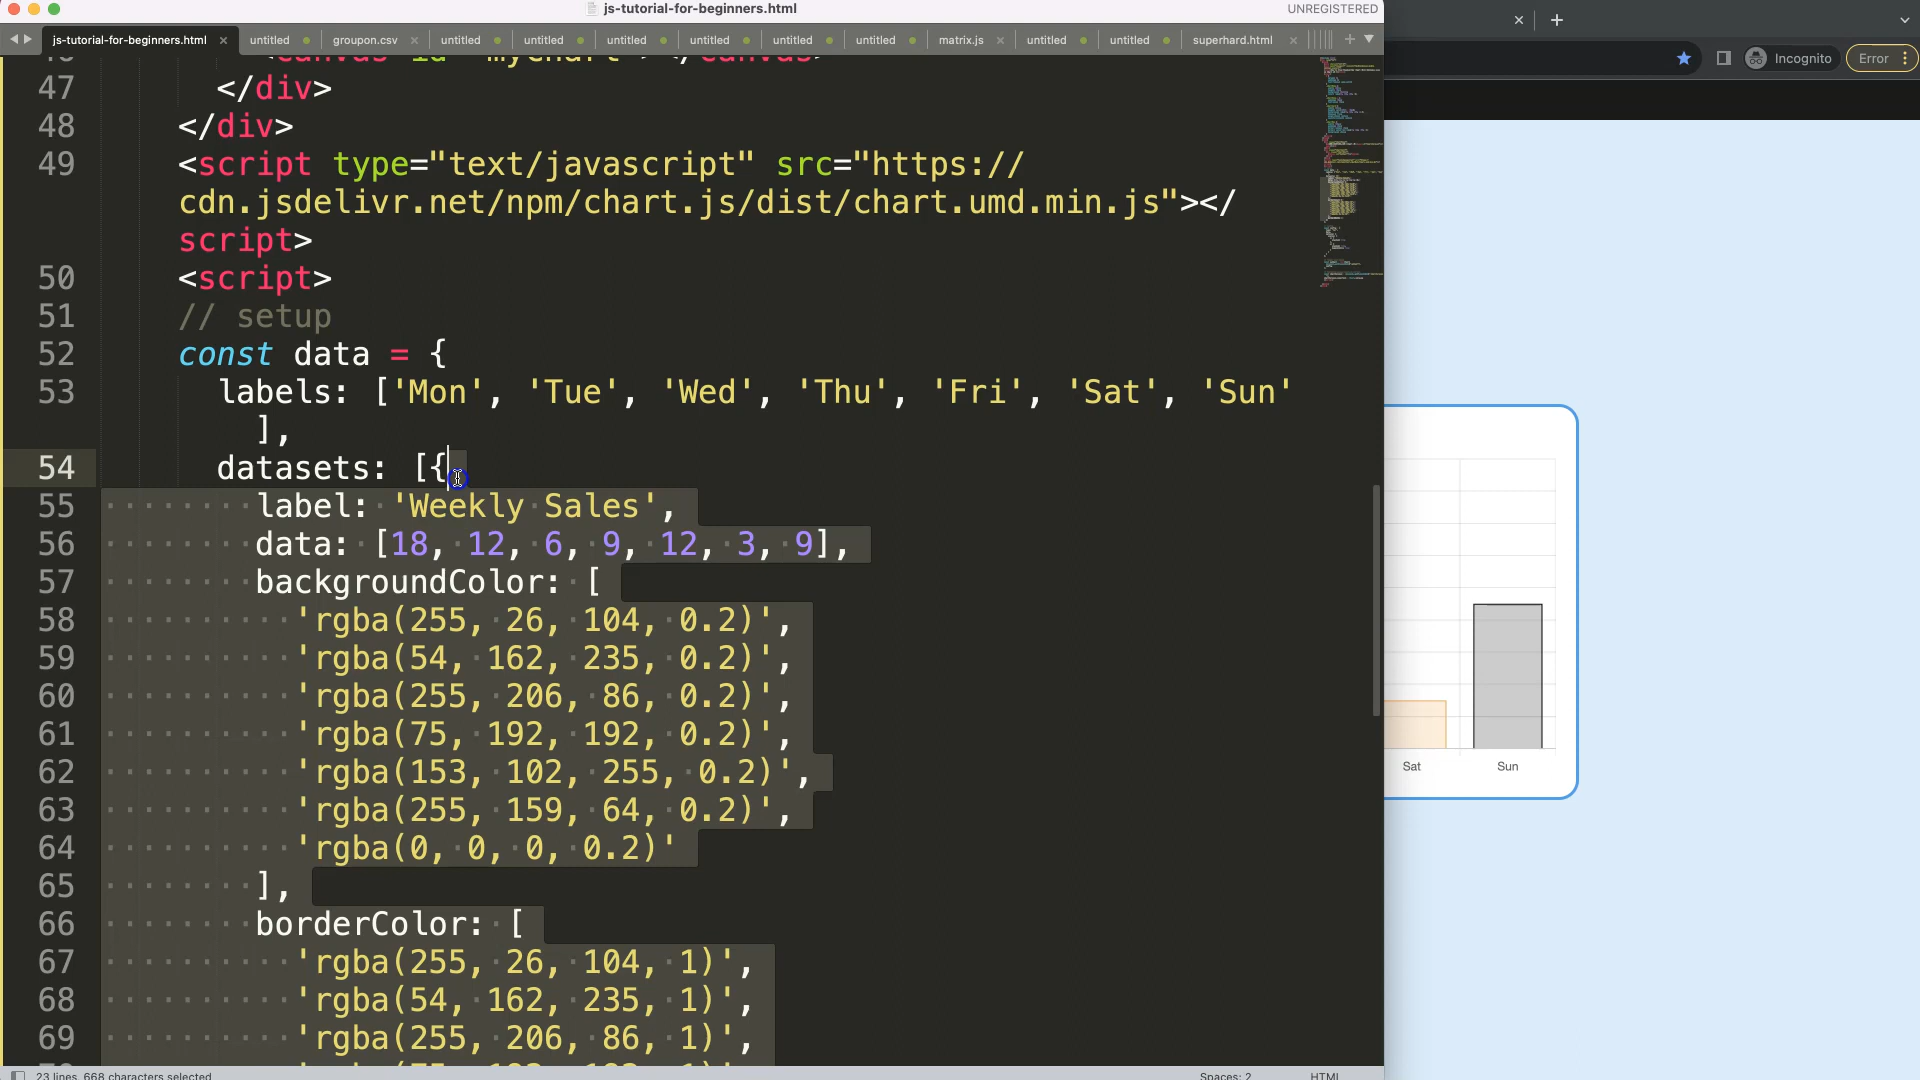 js-tutorial-for-beginners.html
UNREGISTERED
js-tutorial-for-beginners.html untitled groupon.csv untitled untitled untitled untitled untitled untitled matrix.js untitled untitled superhard.html
Incognito Error
47 </div>
48 </div>
49 <script type="text/javascript" src="https://
cdn.jsdelivr.net/npm/chart.js/dist/chart.umd.min.js"></
script>
50 <script>
51 // setup
52 const data = {
53 labels: ['Mon', 'Tue', 'Wed', 'Thu', 'Fri', 'Sat', 'Sun'
],
54 datasets: [{
55 label: 'Weekly Sales',
56 data: [18, 12, 6, 9, 12, 3, 9],
57 backgroundColor: [
58 'rgba(255, 26, 104, 0.2)',
59 'rgba(54, 162, 235, 0.2)',
60 'rgba(255, 206, 86, 0.2)',
61 'rgba(75, 192, 192, 0.2)',
62 'rgba(153, 102, 255, 0.2)',
63 'rgba(255, 159, 64, 0.2)',
64 'rgba(0, 0, 0, 0.2)'
65 ],
66 borderColor: [
67 'rgba(255, 26, 104, 1)',
68 'rgba(54, 162, 235, 1)',
69 'rgba(255, 206, 86, 1)',
Sat Sun
23 lines, 668 characters selected
Spaces: 2 HTML